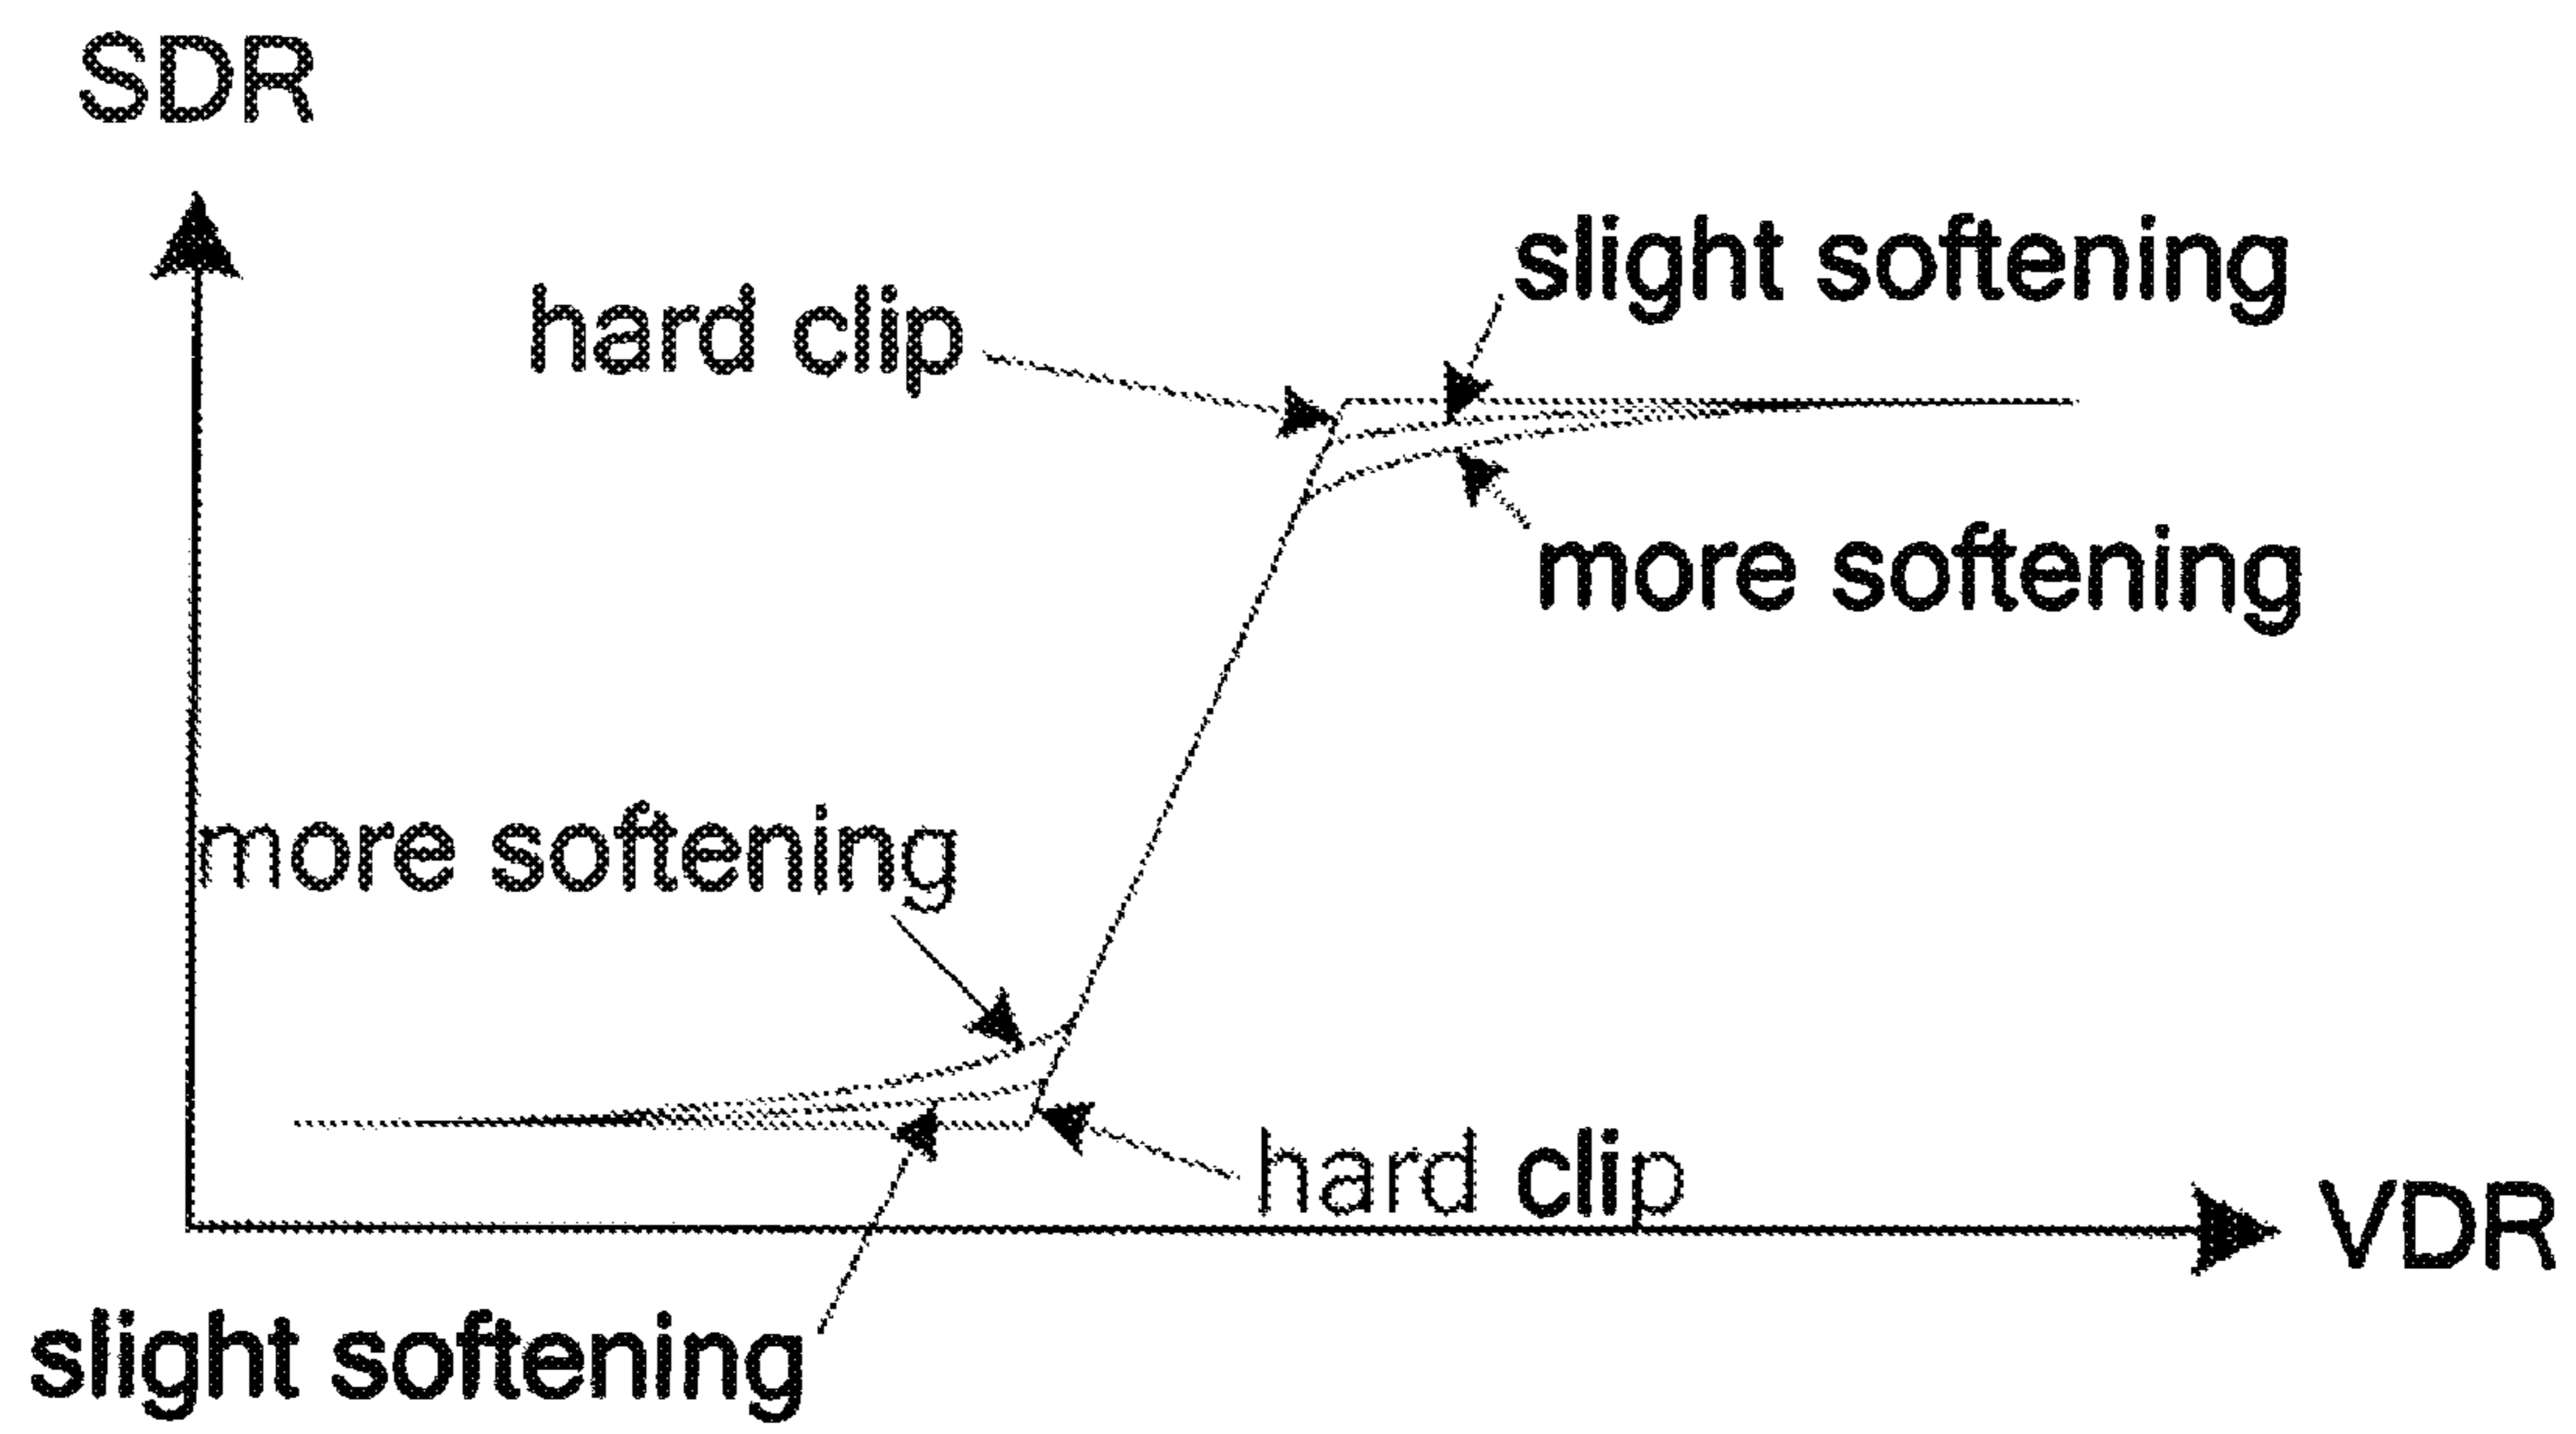 SDR
slight softening
hard clip
more softening
more softening
hard clip
VDR
slight softening